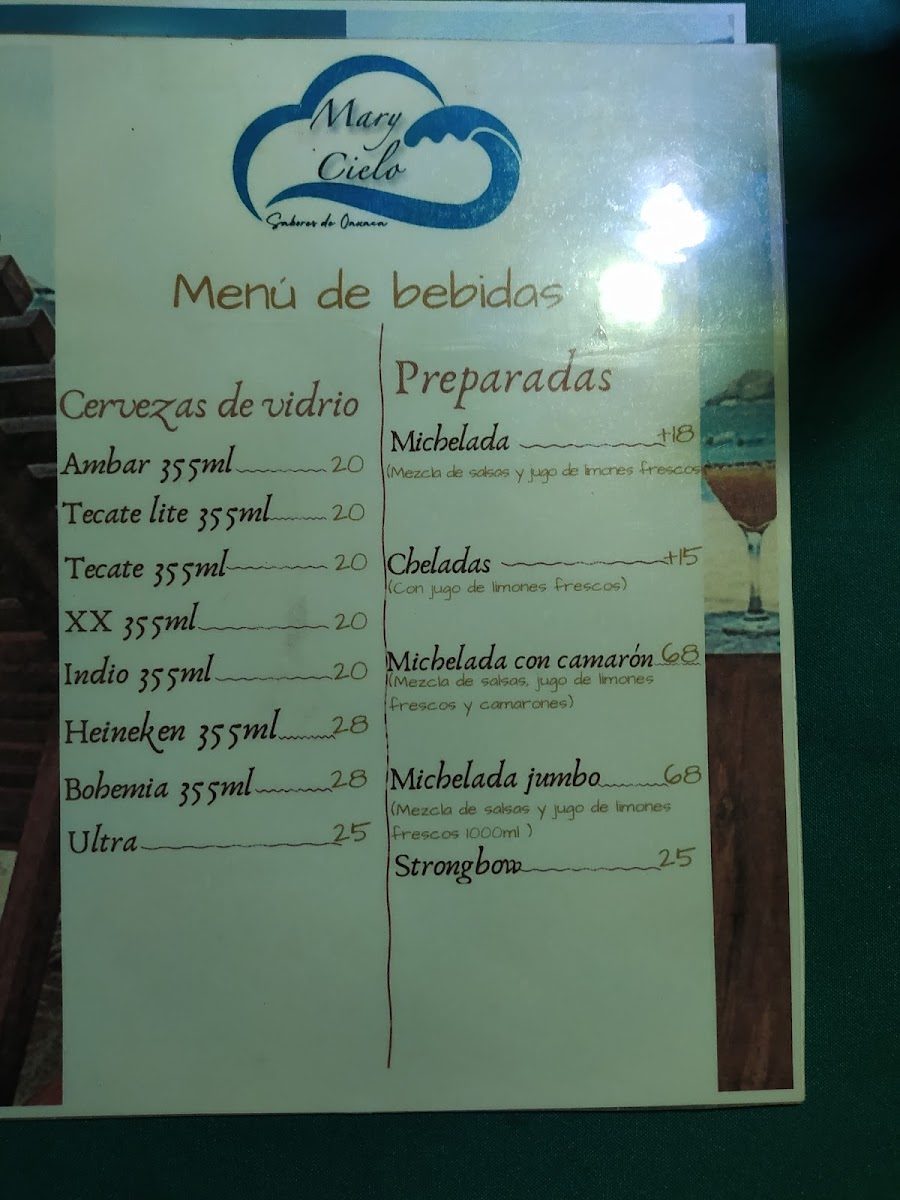 Mary
Cielo
Sabores de Oaxaca
Menú de bebidas
Cervezas de vidrio
Ambar 355ml 20
Tecate lite 355ml 20
Tecate 355ml 20
XX 355ml 20
Indio 355ml 20
Heineken 355ml 28
Bohemia 355ml 28
Ultra 25
Preparadas
Michelada +18
(Mezcla de salsas y jugo de limones frescos
Cheladas +15
(Con jugo de limones frescos)
Michelada con camarón 68
(Mezcla de salsas, jugo de limones
frescos y camarones)
Michelada jumbo 68
(Mezcla de salsas y jugo de limones
frescos 1000ml )
Strongbow 25